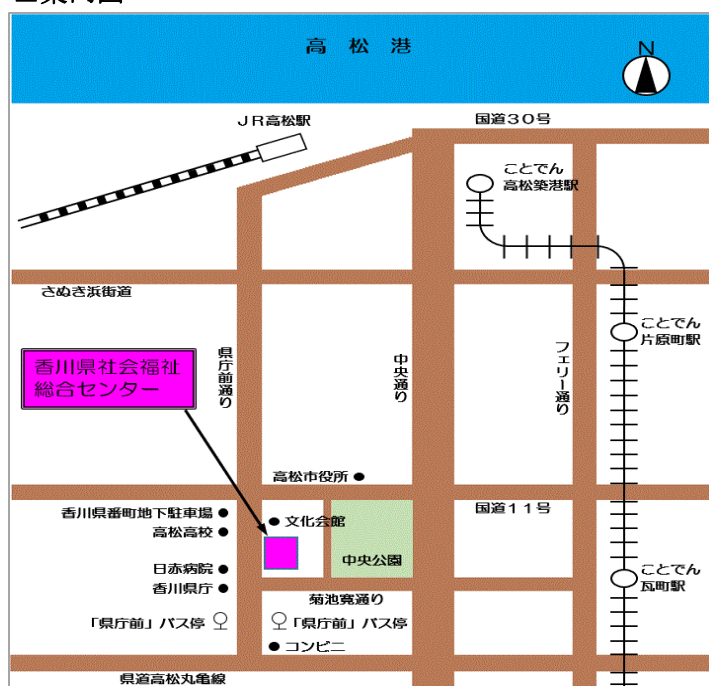 高松港
N
JR高松駅
国道30号
ことでん
高松築港駅
さぬき浜街道
ことでん
片原町駅
香川県社会福祉
総合センター
県庁前通り
中央通り
フェリー通り
高松市役所
香川県番町地下駐車場
文化会館
国道11号
高松高校
中央公園
日赤病院
ことでん
瓦町駅
香川県庁
菊池寛通り
「県庁前」バス停
「県庁前」バス停
コンビニ
県道高松丸亀線